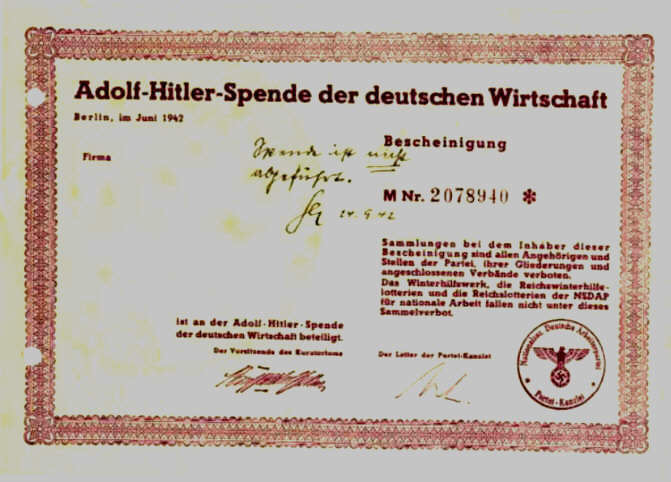 Adolf-Hitler-Spende der deutschen Wirtschaft
Berlin, im Juni 1942
Bescheinigung
Firma
Spende ist nicht
abgeführt.
24.9.42
M Nr. 2078940 *
Sammlungen bei dem Inhaber dieser
Bescheinigung sind allen Angehörigen und
Stellen der Partei, ihrer Gliederungen und
angeschlossenen Verbände verboten.
Das Winterhilfswerk, die Reichswinterhilfe-
lotterien und die Reichslotterien der NSDAP
für nationale Arbeit fallen nicht unter dieses
Sammelverbot.
ist an der Adolf-Hitler-Spende
der deutschen Wirtschaft beteiligt.
Der Vorsitzende des Kuratoriums
Der Leiter der Partei-Kanzlei
Nationalsoz. Deutsche Arbeiterpartei
Partei-Kanzlei